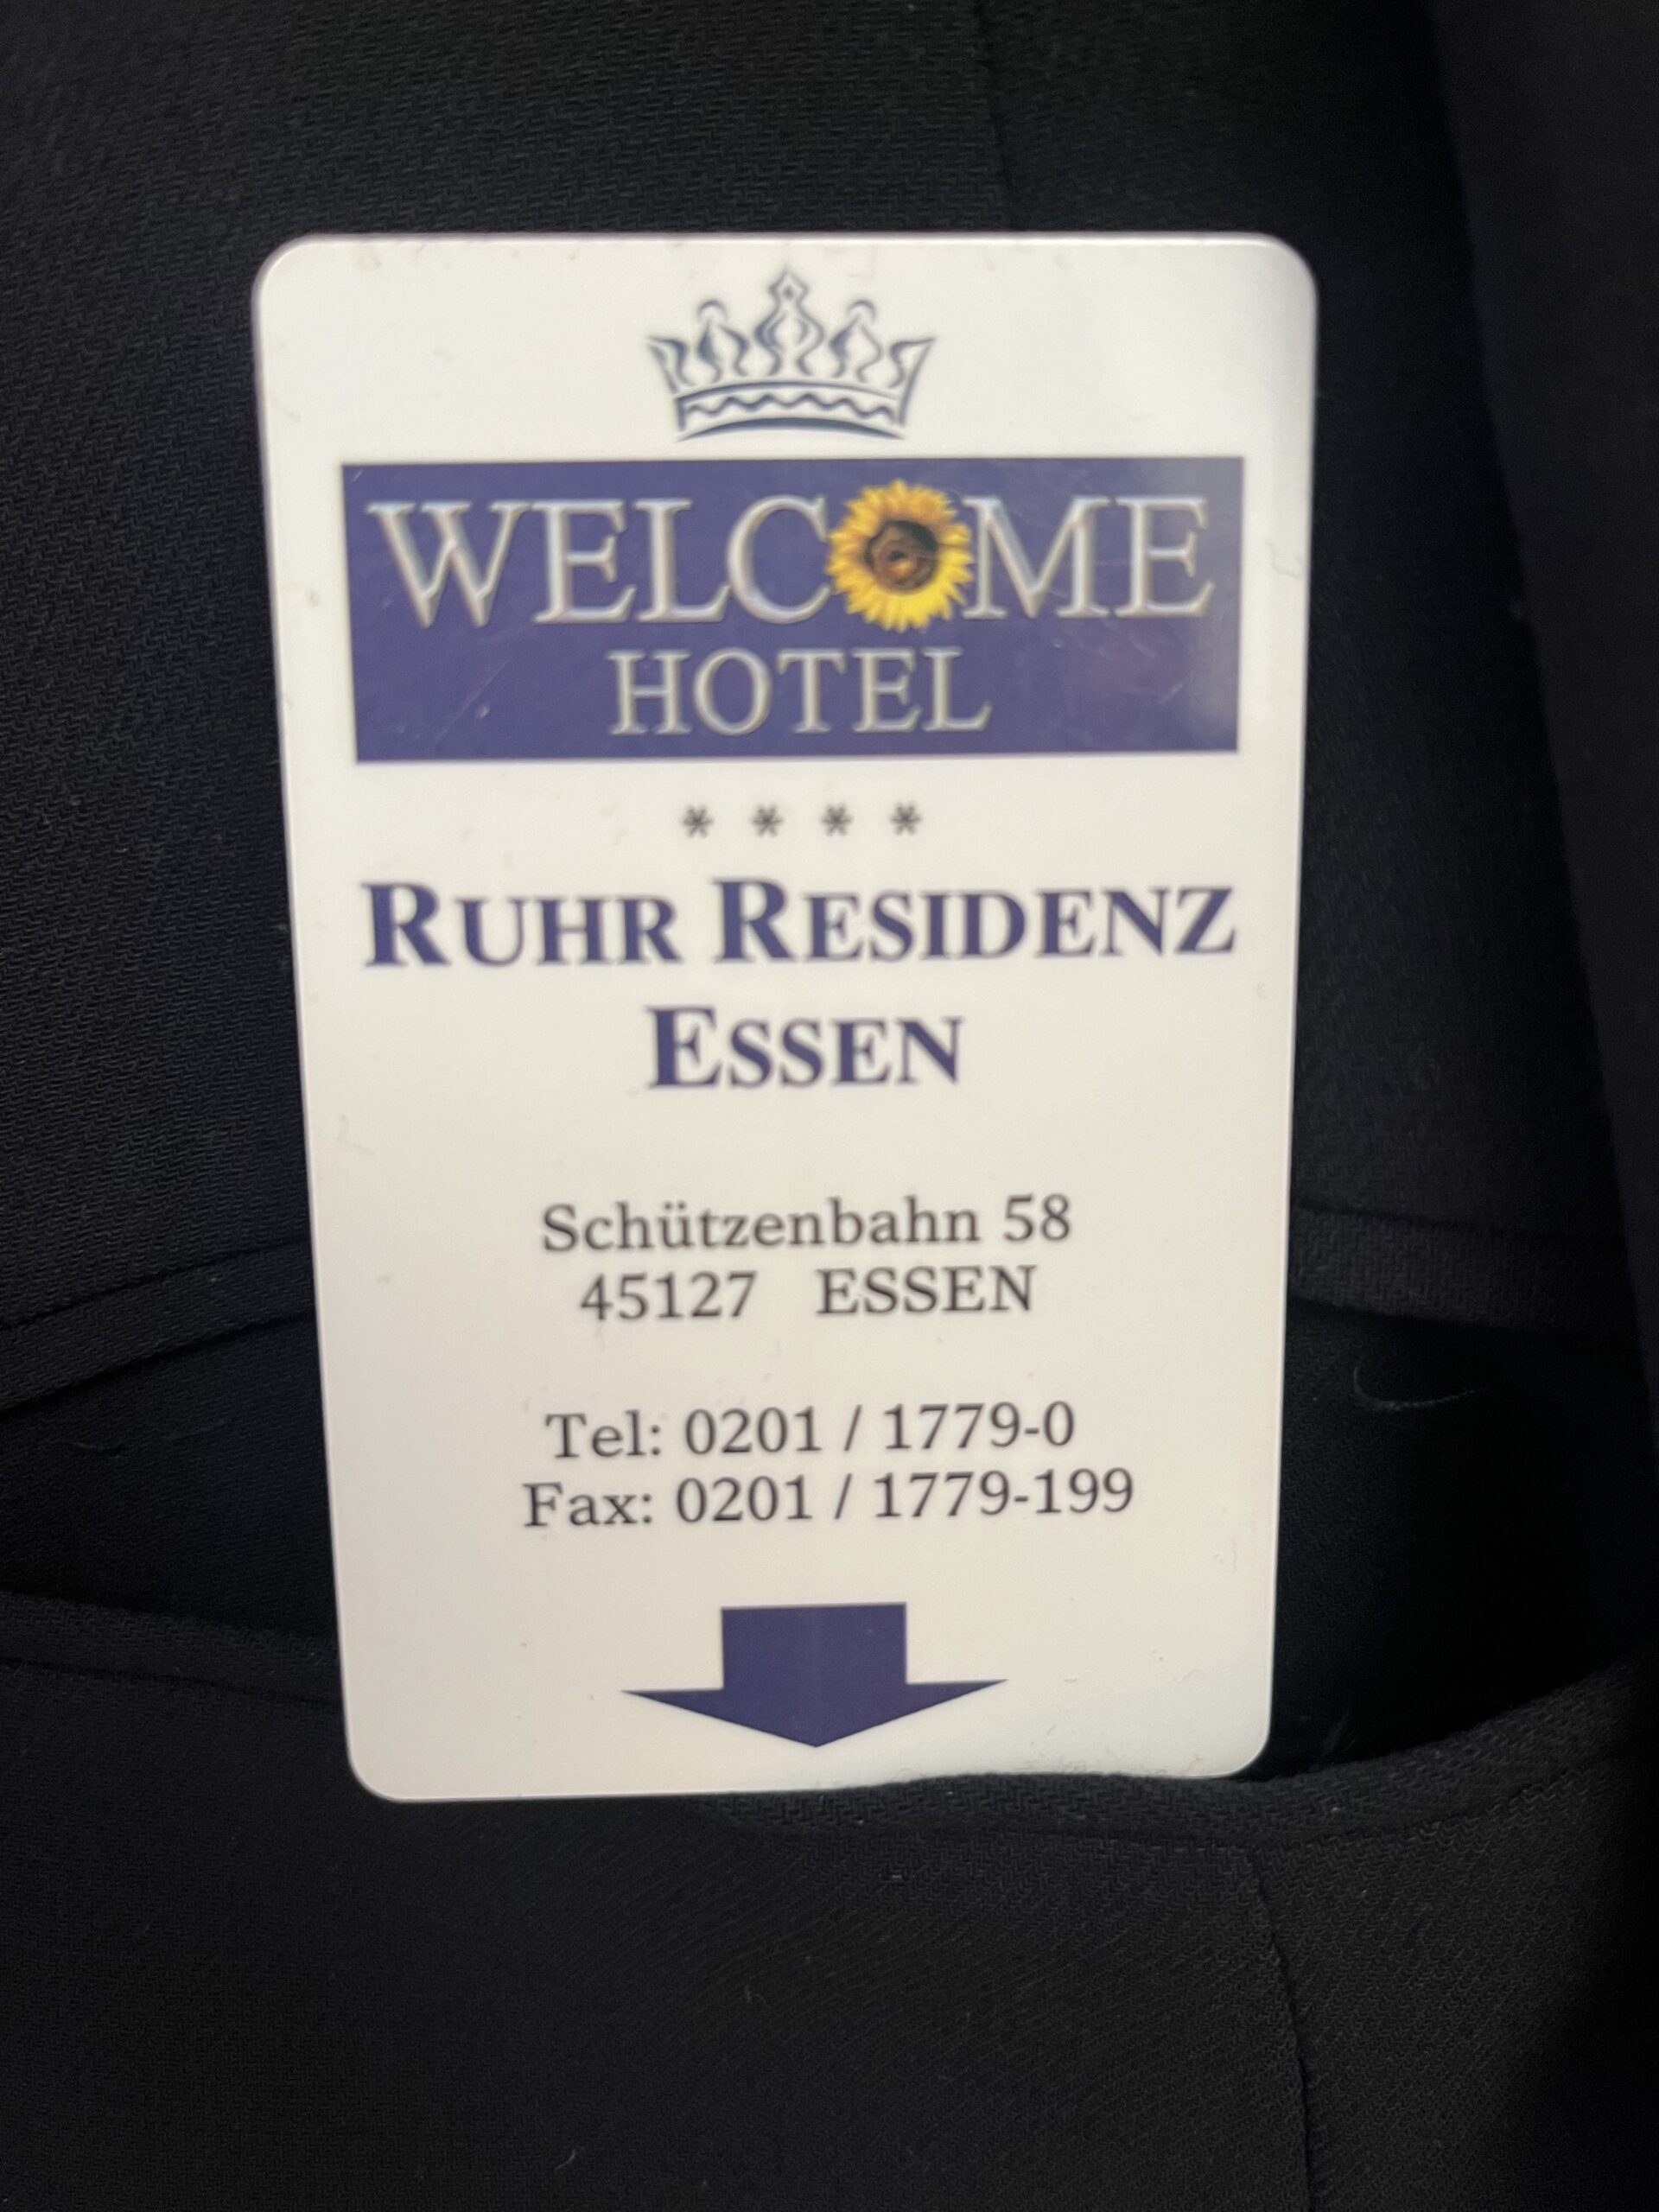 WELCOME
HOTEL
* * * *
RUHR RESIDENZ
ESSEN
Schützenbahn 58
45127 ESSEN
Tel: 0201 / 1779-0
Fax: 0201 / 1779-199